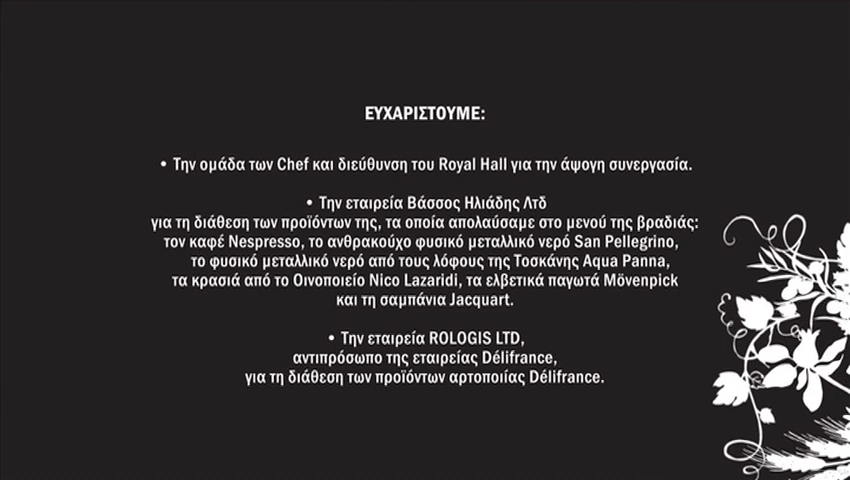 ΕΥΧΑΡΙΣΤΟΥΜΕ:
• Την ομάδα των Chef και διεύθυνση του Royal Hall για την άψογη συνεργασία.
• Την εταιρεία Βάσσος Ηλιάδης Λτδ
για τη διάθεση των προϊόντων της, τα οποία απολαύσαμε στο μενού της βραδιάς:
τον καφέ Nespresso, το ανθρακούχο φυσικό μεταλλικό νερό San Pellegrino,
το φυσικό μεταλλικό νερό από τους λόφους της Τοσκάνης Aqua Panna,
τα κρασιά από το Οινοποιείο Nico Lazaridi, τα ελβετικά παγωτά Mövenpick
και τη σαμπάνια Jacquart.
• Την εταιρεία ROLOGIS LTD,
αντιπρόσωπο της εταιρείας Délifrance,
για τη διάθεση των προϊόντων αρτοποιίας Délifrance.